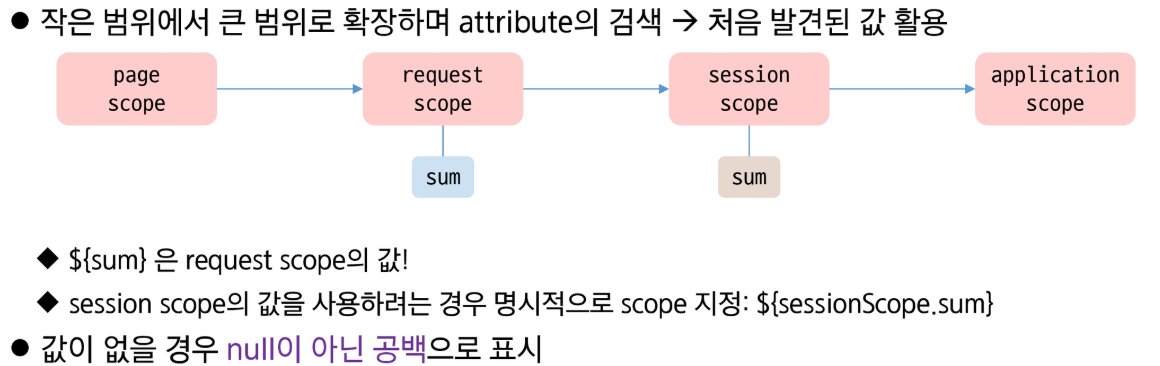 ● 작은 범위에서 큰 범위로 확장하며 attribute의 검색 → 처음 발견된 값 활용
page
scope
request
scope
session
scope
application
scope
sum
sum
◆ ${sum} 은 request scope의 값!
◆ session scope의 값을 사용하려는 경우 명시적으로 scope 지정: ${sessionScope.sum}
● 값이 없을 경우 null이 아닌 공백으로 표시